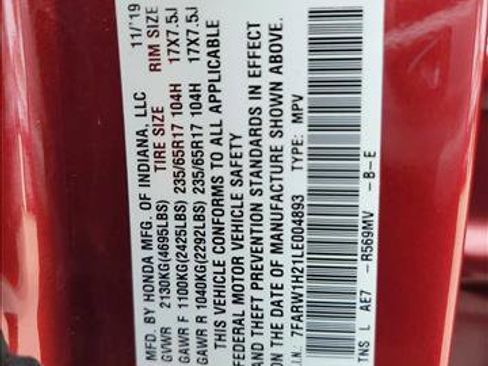 MFD. BY HONDA MFG. OF INDIANA, LLC 11/'19
GVWR 2130KG(4695LBS) TIRE SIZE RIM SIZE
GAWR F 1100KG(2425LBS) 235/65R17 104H 17X7.5J
GAWR R 1040KG(2292LBS) 235/65R17 104H 17X7.5J
THIS VEHICLE CONFORMS TO ALL APPLICABLE
FEDERAL MOTOR VEHICLE SAFETY
AND THEFT PREVENTION STANDARDS IN EFFECT
ON THE DATE OF MANUFACTURE SHOWN ABOVE.
I.N.: 7FARW1H21LE004893 TYPE: MPV
TNS L AE7 -R569MV -B-E